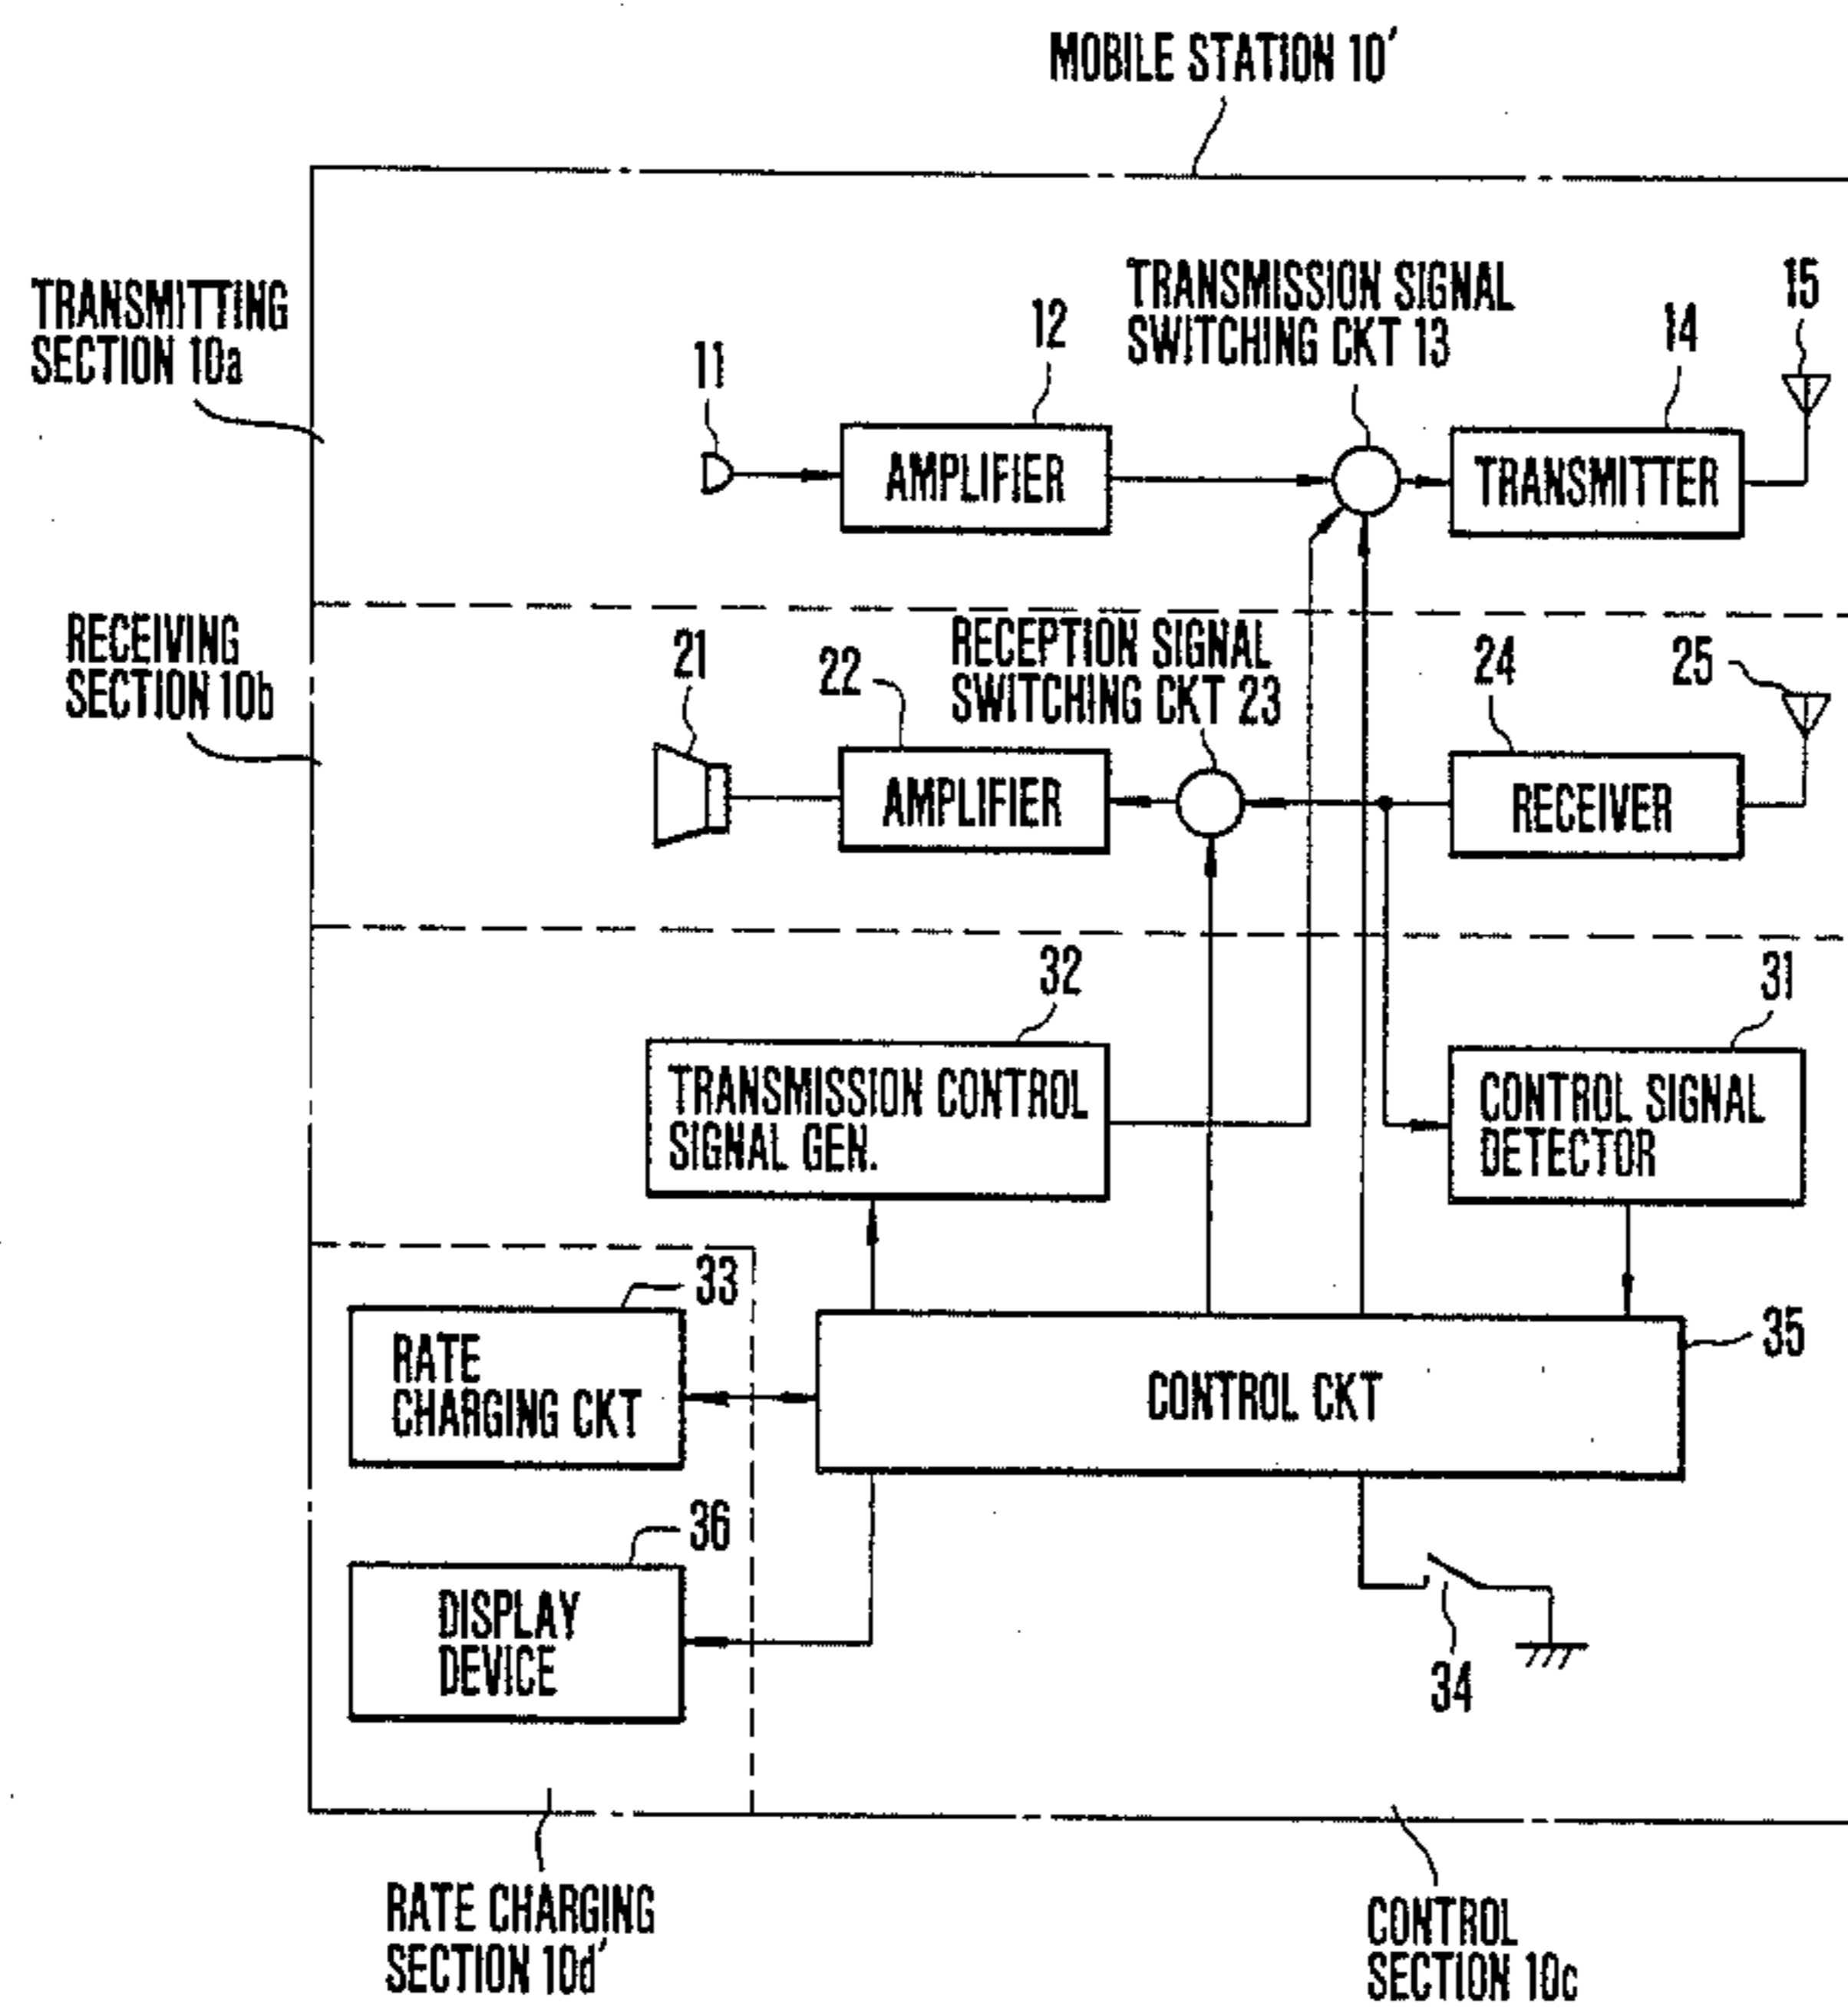 MOBILE STATION 10'
TRANSMITTING
SECTION 10a
11
12
TRANSMISSION SIGNAL
SWITCHING CKT 13
14
15
AMPLIFIER
TRANSMITTER
RECEIVING
SECTION 10b
21
22
RECEPTION SIGNAL
SWITCHING CKT 23
24
25
AMPLIFIER
RECEIVER
32
31
TRANSMISSION CONTROL
SIGNAL GEN.
CONTROL SIGNAL
DETECTOR
33
RATE
CHARGING CKT
CONTROL CKT
35
36
DISPLAY
DEVICE
34
RATE CHARGING
SECTION 10d'
CONTROL
SECTION 10c